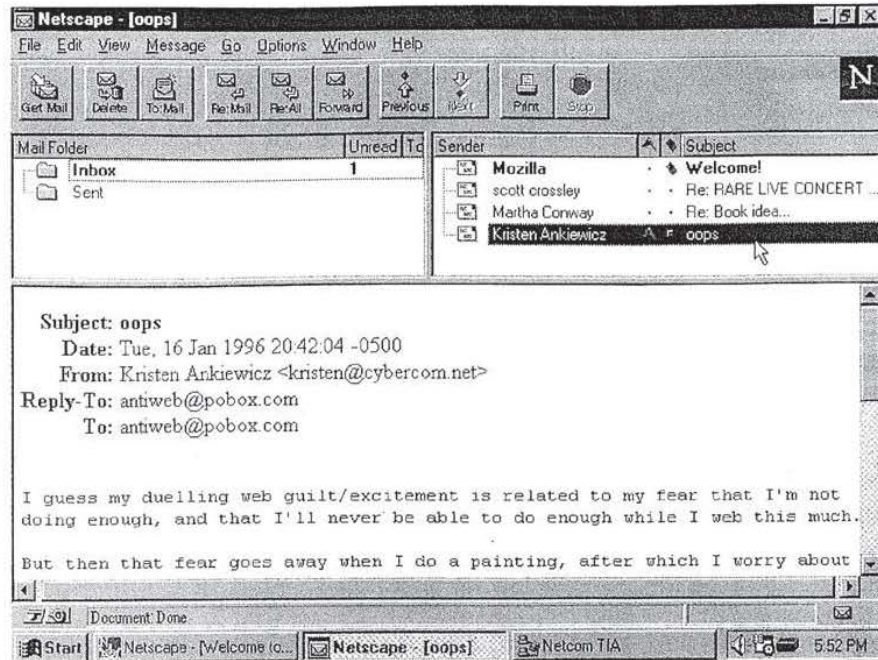 Netscape - [oops]
File Edit View Message Go Options Window Help
Get Mail Delete To:Mail Re:Mail Re:All Forward Previous Next Print Stop
N
Mail Folder Unread
Inbox 1
Sent
Sender Subject
Mozilla Welcome!
scott crossley Re: RARE LIVE CONCERT ...
Martha Conway Re: Book idea...
Kristen Ankiewicz oops
Subject: oops
Date: Tue, 16 Jan 1996 20:42:04 -0500
From: Kristen Ankiewicz <kristen@cybercom.net>
Reply-To: antiweb@pobox.com
To: antiweb@pobox.com
I guess my duelling web guilt/excitement is related to my fear that I'm not
doing enough, and that I'll never be able to do enough while I web this much.
But then that fear goes away when I do a painting, after which I worry about
Document: Done
Start Netscape - [Welcome to... Netscape - [oops] Netcom TIA 5:52 PM